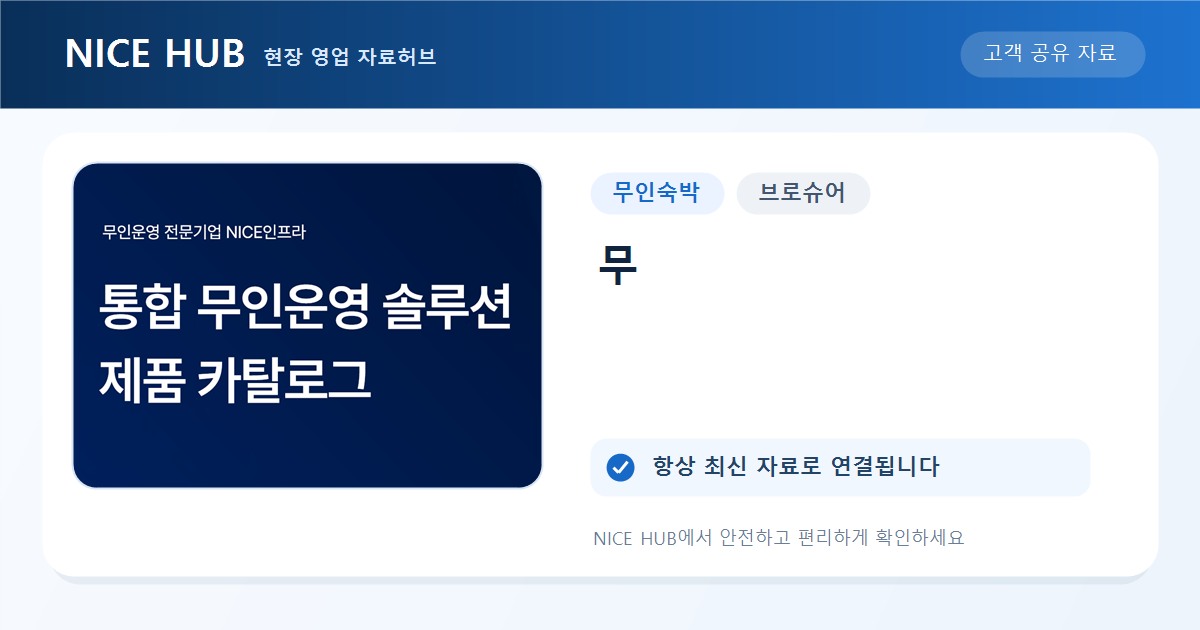 NICE HUB 현장 영업 자료허브
고객 공유 자료
무인운영 전문기업 NICE인프라
통합 무인운영 솔루션
제품 카탈로그
무인숙박 브로슈어
무
항상 최신 자료로 연결됩니다
NICE HUB에서 안전하고 편리하게 확인하세요